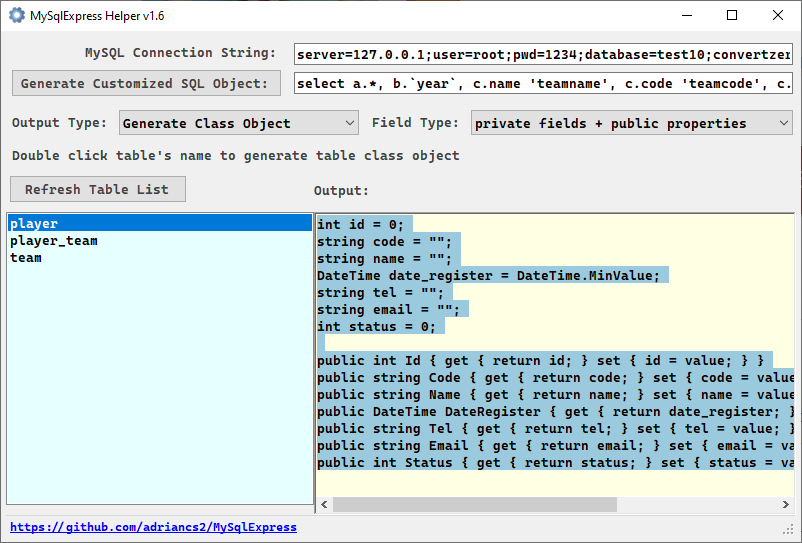 MySqlExpress Helper v1.6
MySQL Connection String:
server=127.0.0.1;user=root;pwd=1234;database=test10;convertzer
Generate Customized SQL Object:
select a.*, b.`year`, c.name 'teamname', c.code 'teamcode', c.
Output Type:
Generate Class Object
Field Type:
private fields + public properties
Double click table's name to generate table class object
Refresh Table List
Output:
player
player_team
team
int id = 0;
string code = "";
string name = "";
DateTime date_register = DateTime.MinValue;
string tel = "";
string email = "";
int status = 0;
public int Id { get { return id; } set { id = value; } }
public string Code { get { return code; } set { code = value
public string Name { get { return name; } set { name = value
public DateTime DateRegister { get { return date_register; }
public string Tel { get { return tel; } set { tel = value; }
public string Email { get { return email; } set { email = va
public int Status { get { return status; } set { status = va
https://github.com/adriancs2/MySqlExpress